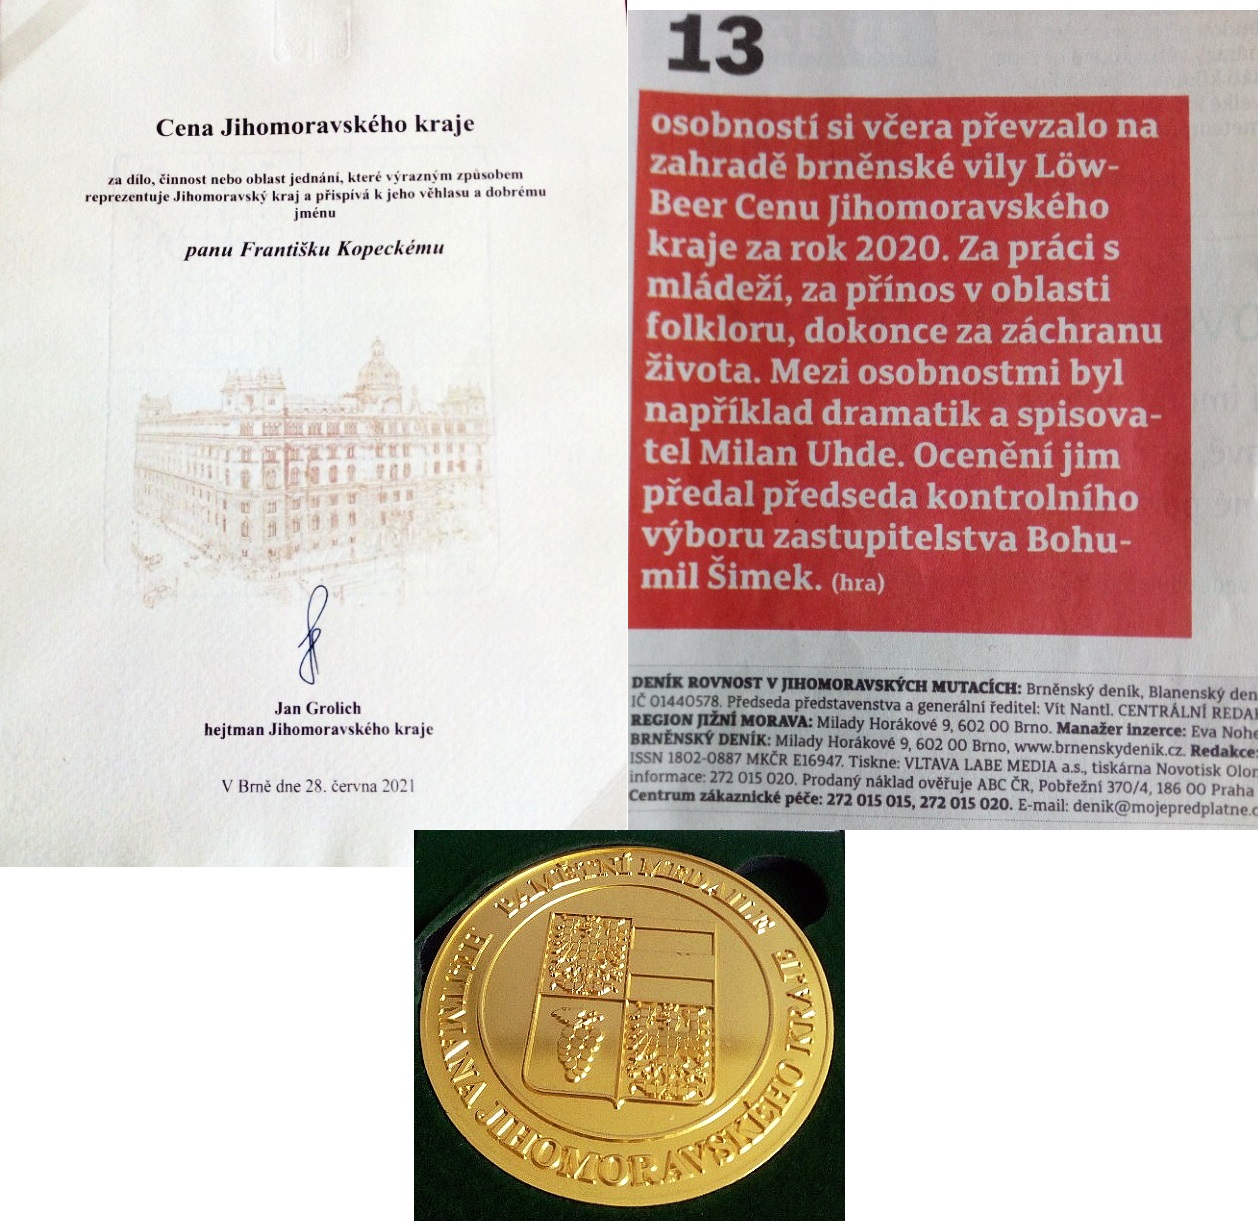 Cena Jihomoravského kraje
za dílo, činnost nebo oblast jednání, které výrazným způsobem
reprezentuje Jihomoravský kraj a přispívá k jeho věhlasu a dobrému
jménu
panu Františku Kopeckému
Jan Grolich
hejtman Jihomoravského kraje
V Brně dne 28. června 2021
13
osobností si včera převzalo na
zahradě brněnské vily Löw-
Beer Cenu Jihomoravského
kraje za rok 2020. Za práci s
mládeží, za přínos v oblasti
folkloru, dokonce za záchranu
života. Mezi osobnostmi byl
například dramatik a spisova-
tel Milan Uhde. Ocenění jim
předal předseda kontrolního
výboru zastupitelstva Bohu-
mil Šimek. (hra)
DENÍK ROVNOST V JIHOMORAVSKÝCH MUTACÍCH: Brněnský deník, Blanenský den
IČ 01440578. Předseda představenstva a generální ředitel: Vít Nantl. CENTRÁLNÍ REDA
REGION JIŽNÍ MORAVA: Milady Horákové 9, 602 00 Brno. Manažer inzerce: Eva Nohe
BRNĚNSKÝ DENÍK: Milady Horákové 9, 602 00 Brno, www.brnenskydenik.cz. Redakce:
ISSN 1802-0887 MKČR E16947. Tiskne: VLTAVA LABE MEDIA a.s., tiskárna Novotisk Olo
informace: 272 015 020. Prodaný náklad ověřuje ABC ČR, Pobřežní 370/4, 186 00 Praha
Centrum zákaznické péče: 272 015 015, 272 015 020. E-mail: denik@mojepredplatne.c
PAMĚTNÍ MEDAILE
HEJTMANA JIHOMORAVSKÉHO KRAJE